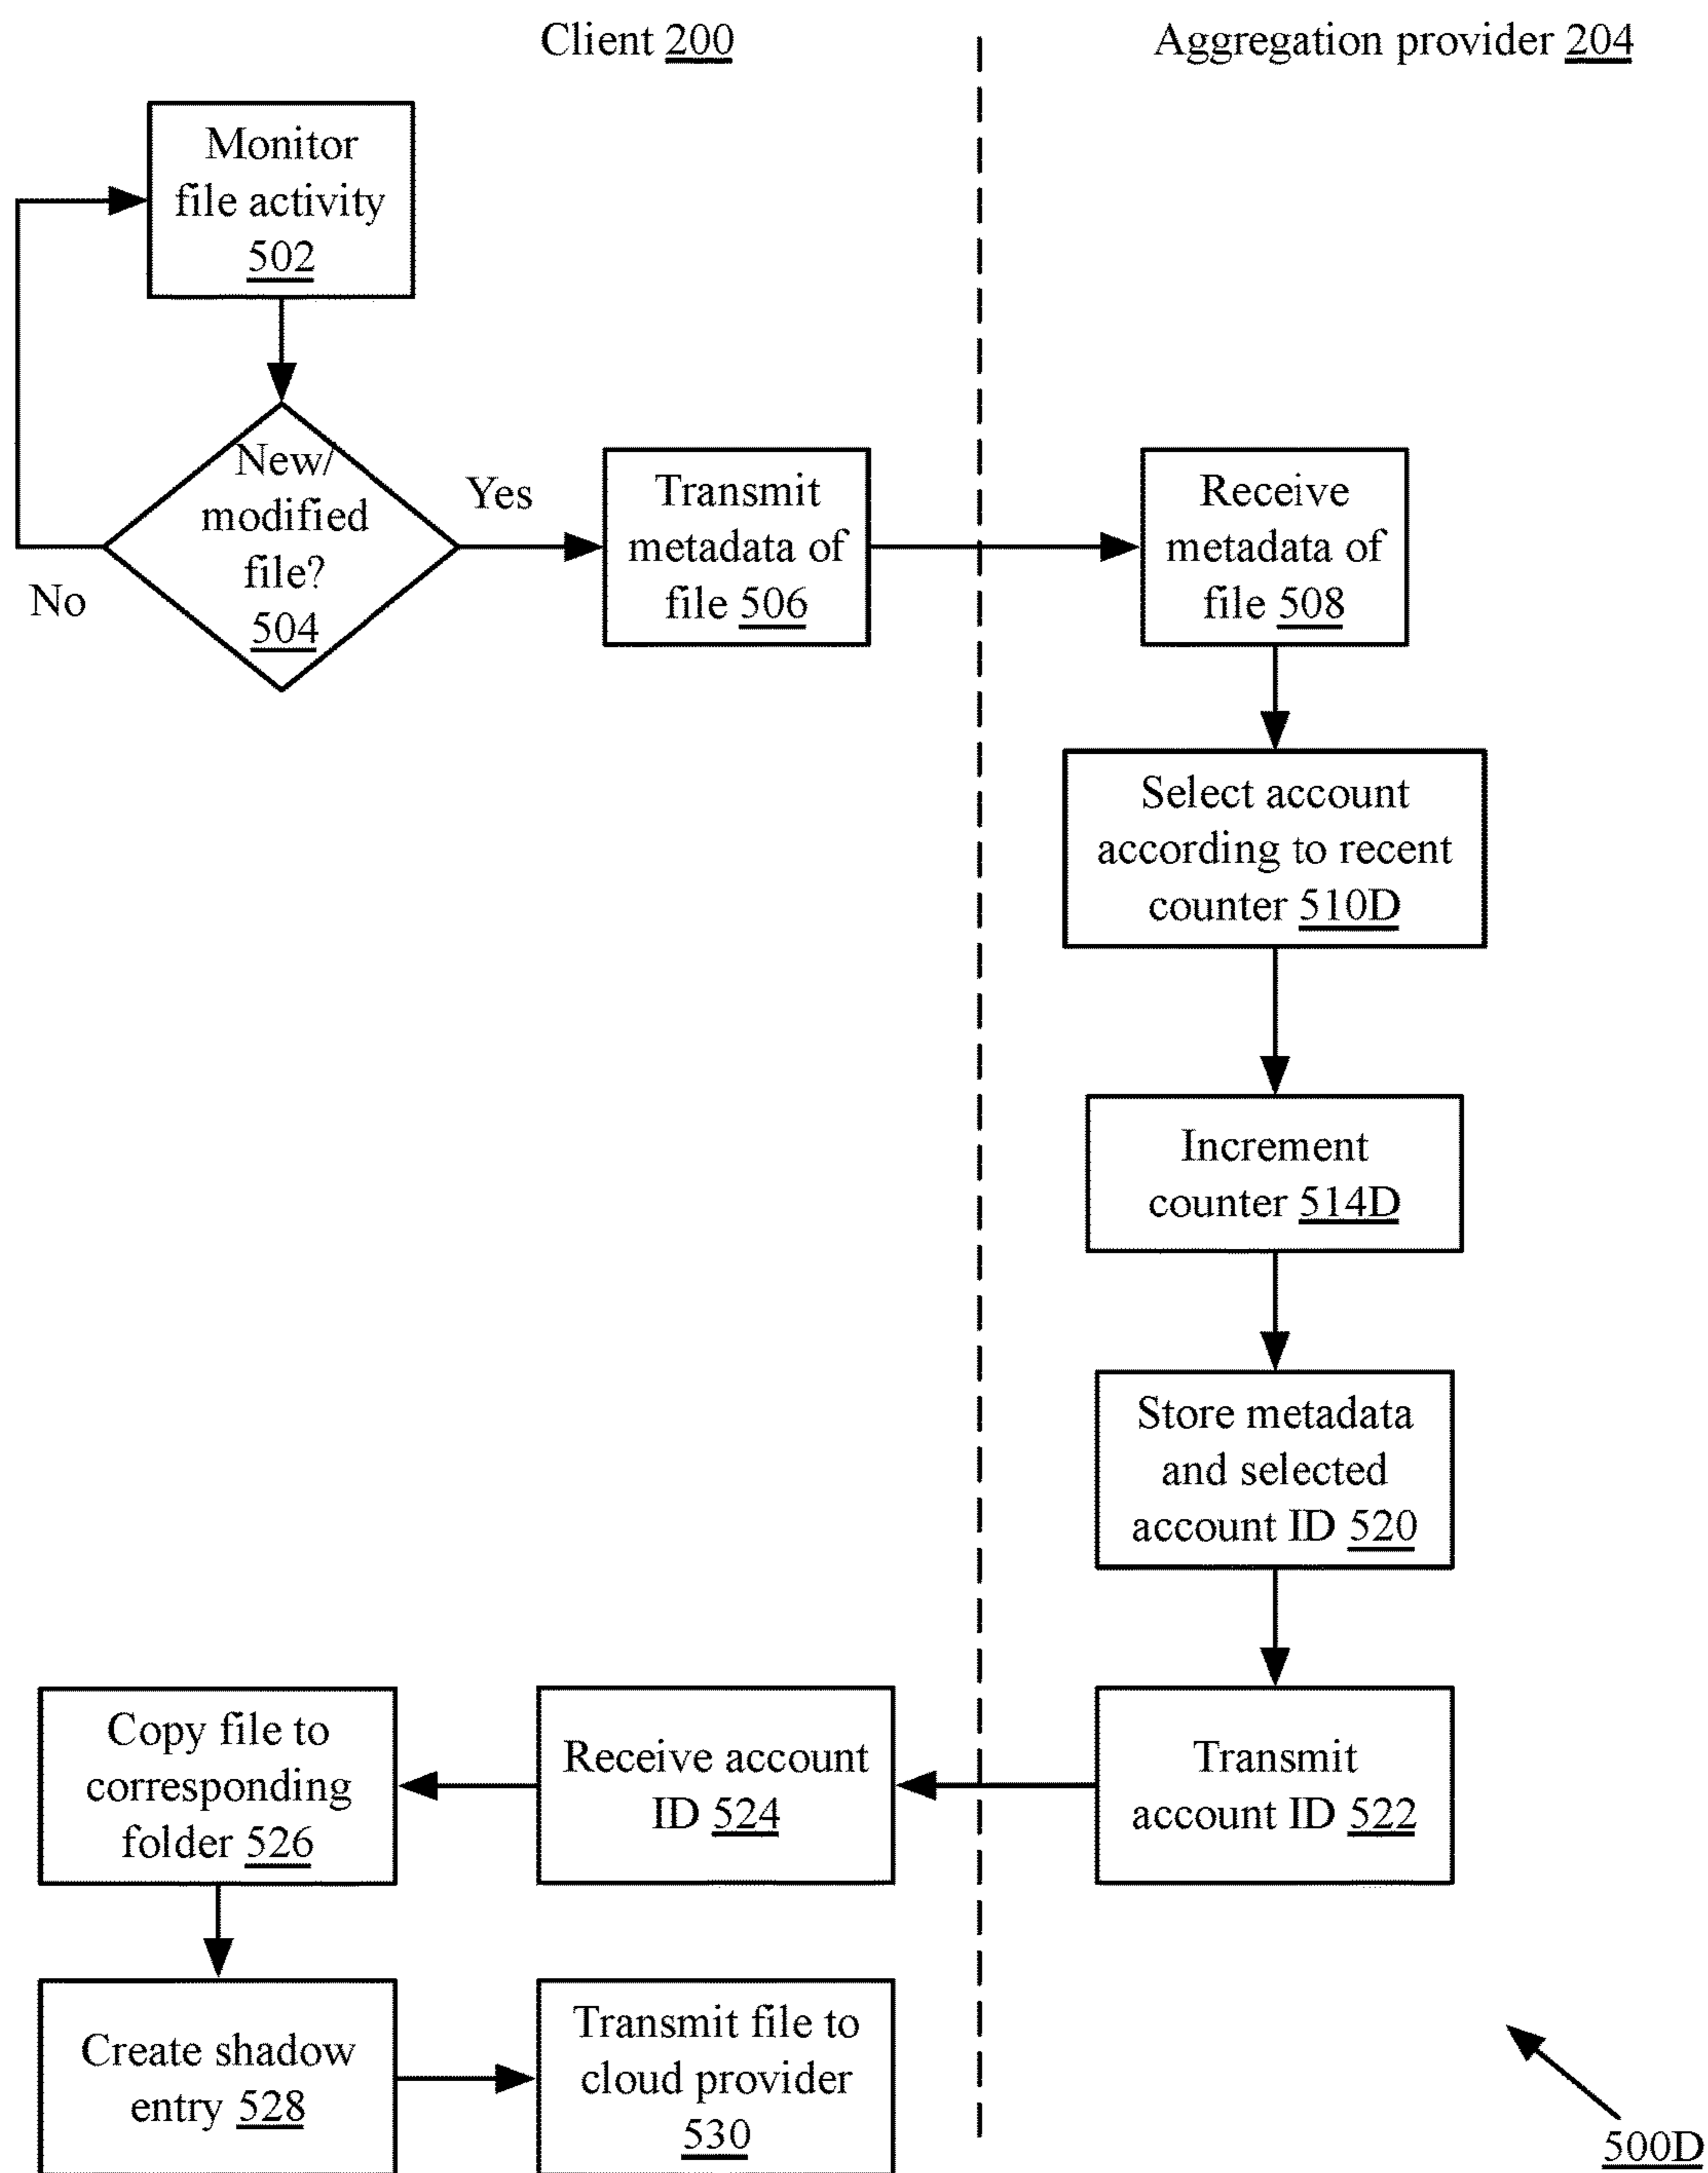 Client 200
Aggregation provider 204
Monitor
file activity
502
New/
modified
file?
504
Yes
No
Transmit
metadata of
file 506
Receive
metadata of
file 508
Select account
according to recent
counter 510D
Increment
counter 514D
Store metadata
and selected
account ID 520
Transmit
account ID 522
Receive account
ID 524
Copy file to
corresponding
folder 526
Create shadow
entry 528
Transmit file to
cloud provider
530
500D